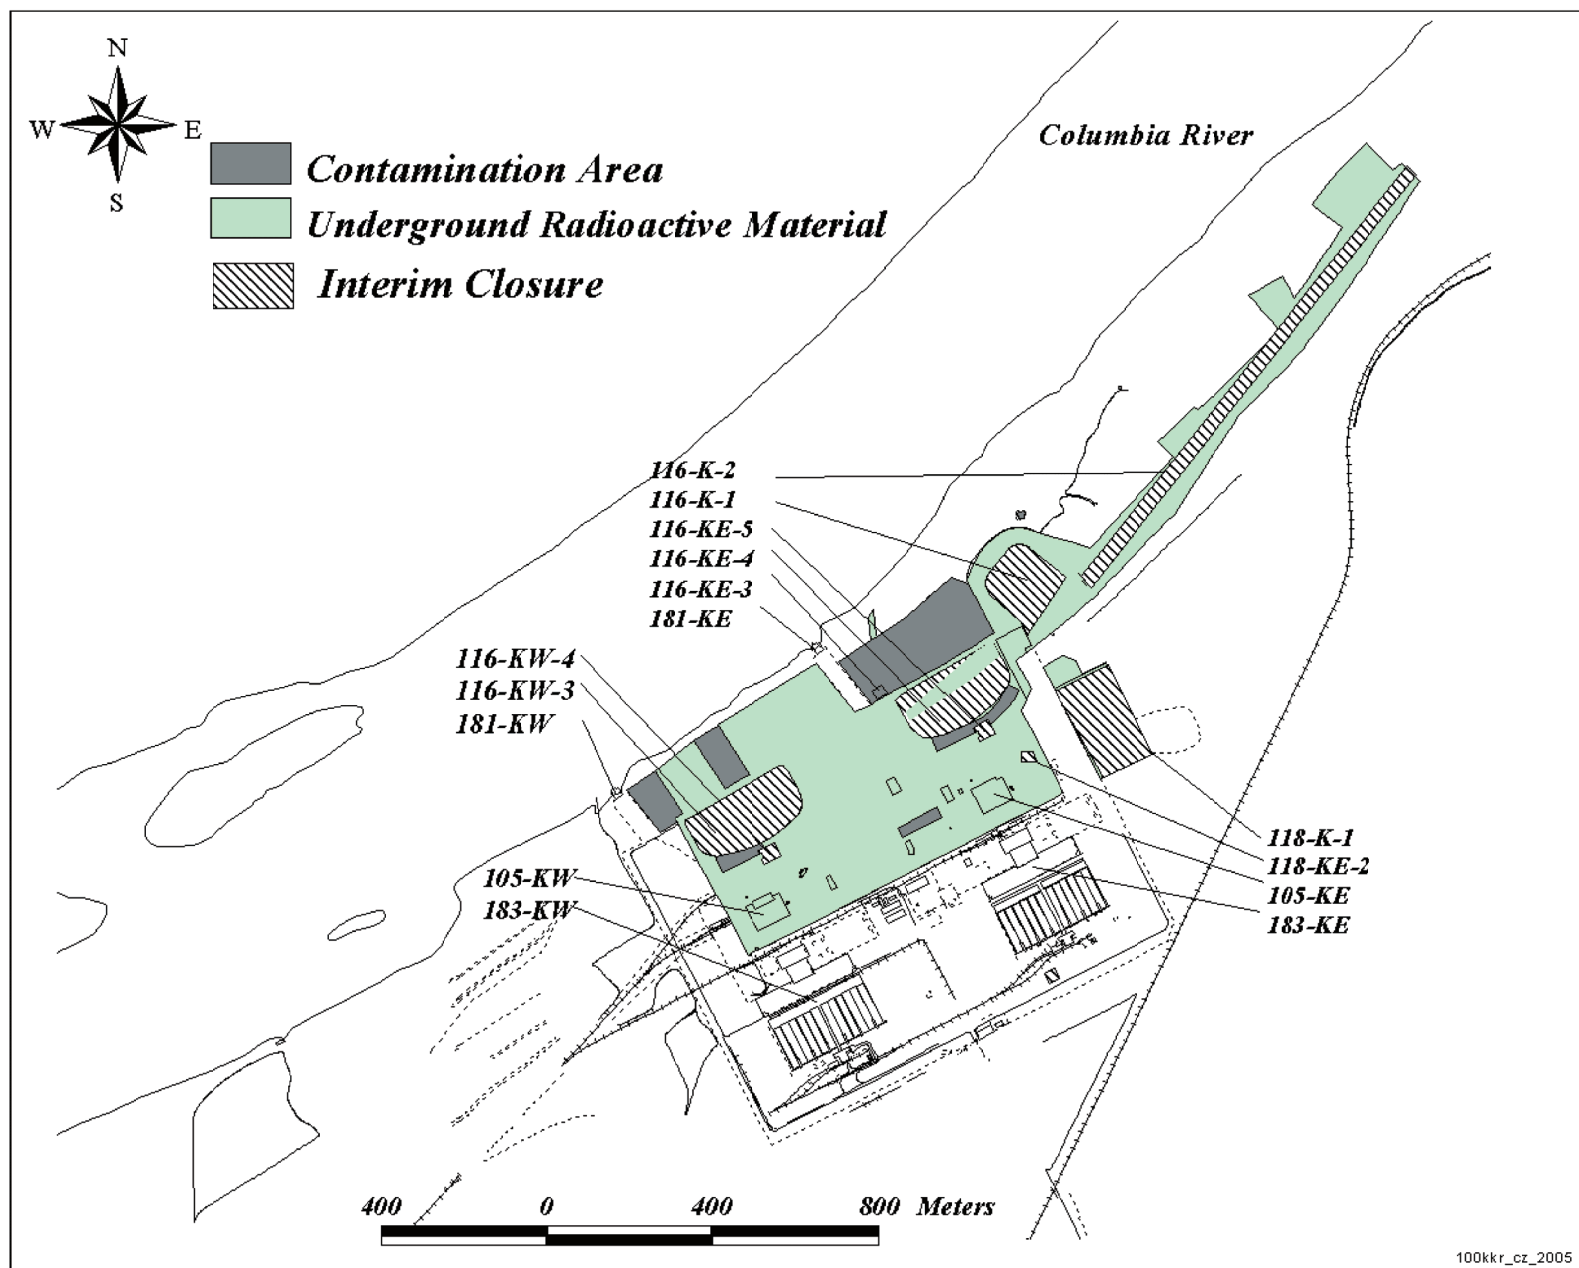 N
W E
S
Columbia River
Contamination Area
Underground Radioactive Material
Interim Closure
116-K-2
116-K-1
116-KE-5
116-KE-4
116-KE-3
181-KE
116-KW-4
116-KW-3
181-KW
105-KW
183-KW
118-K-1
118-KE-2
105-KE
183-KE
400 0 400 800 Meters
100kkr_cz_2005